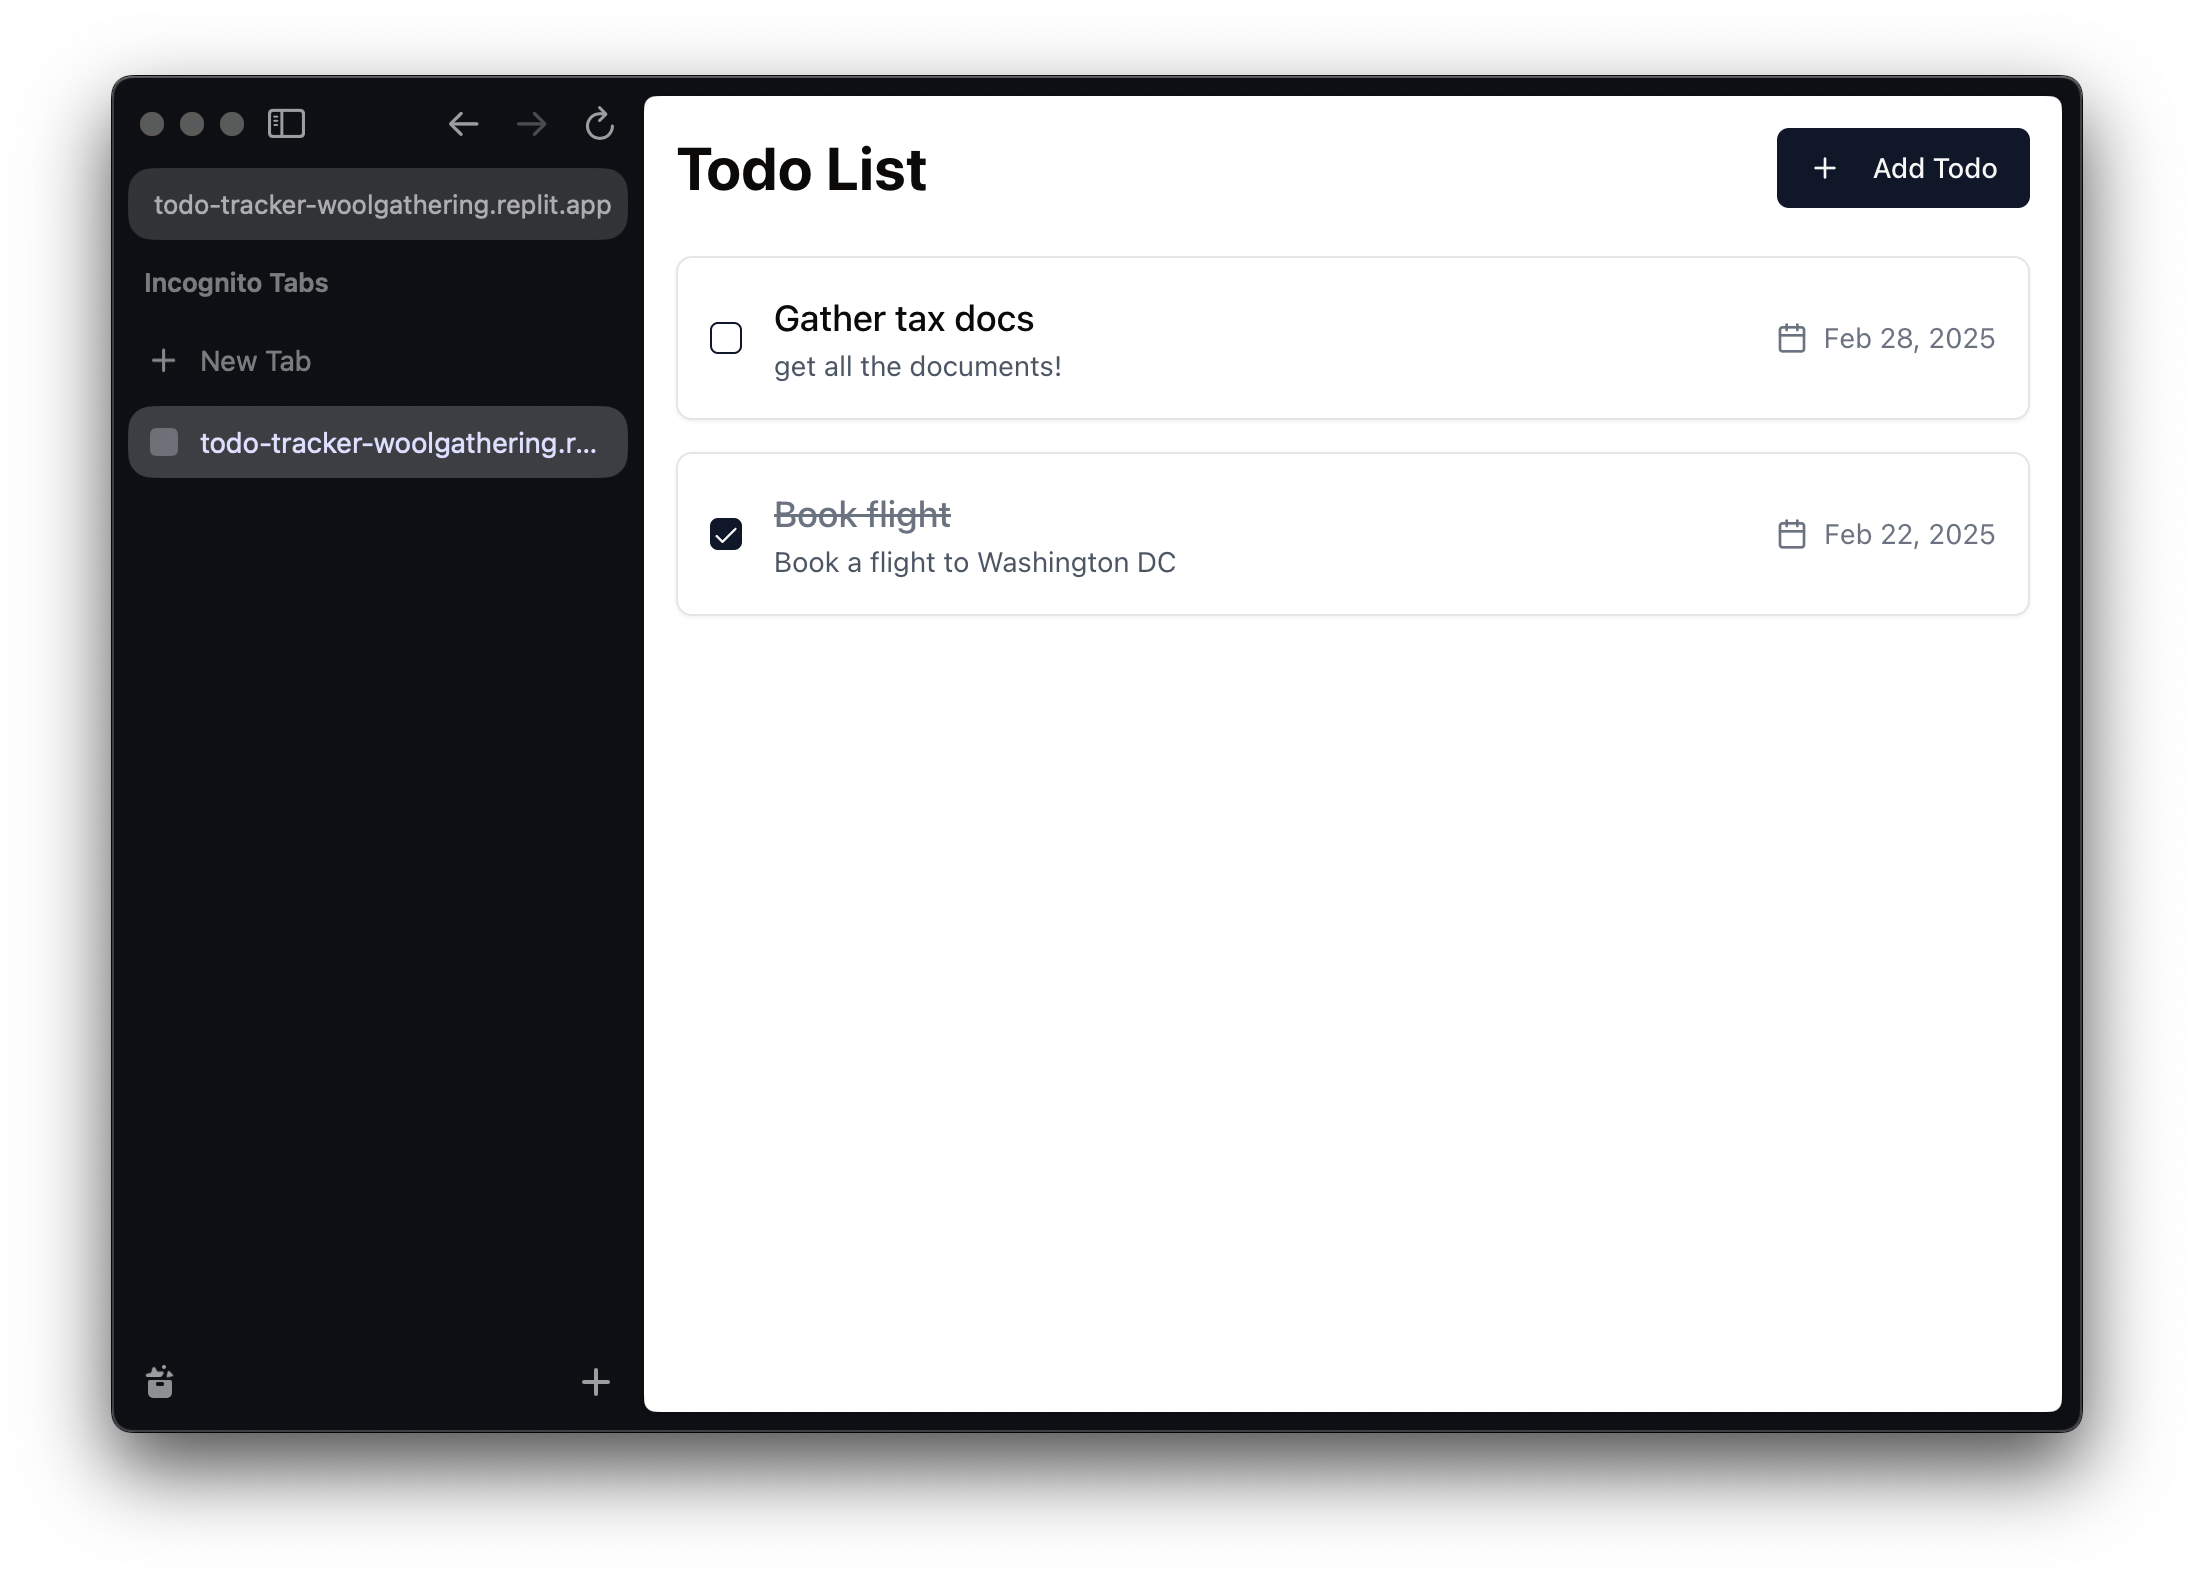 todo-tracker-woolgathering.replit.app
Incognito Tabs
New Tab
todo-tracker-woolgathering.r...
Todo List
Add Todo
Gather tax docs
get all the documents!
Feb 28, 2025
Book flight
Book a flight to Washington DC
Feb 22, 2025